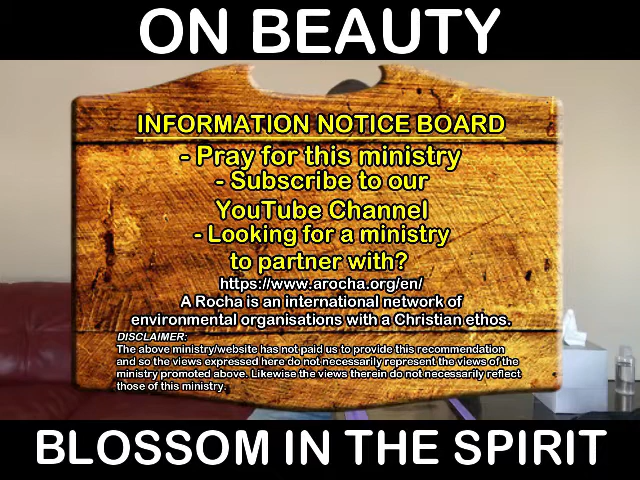 ON BEAUTY
INFORMATION NOTICE BOARD
- Pray for this ministry
- Subscribe to our
YouTube Channel
- Looking for a ministry
to partner with?
https://www.arocha.org/en/
A Rocha is an international network of
environmental organisations with a Christian ethos.
DISCLAIMER:
The above ministry/website has not paid us to provide this recommendation
and so the views expressed here do not necessarily represent the views of the
ministry promoted above. Likewise the views therein do not necessarily reflect
those of this ministry.
BLOSSOM IN THE SPIRIT